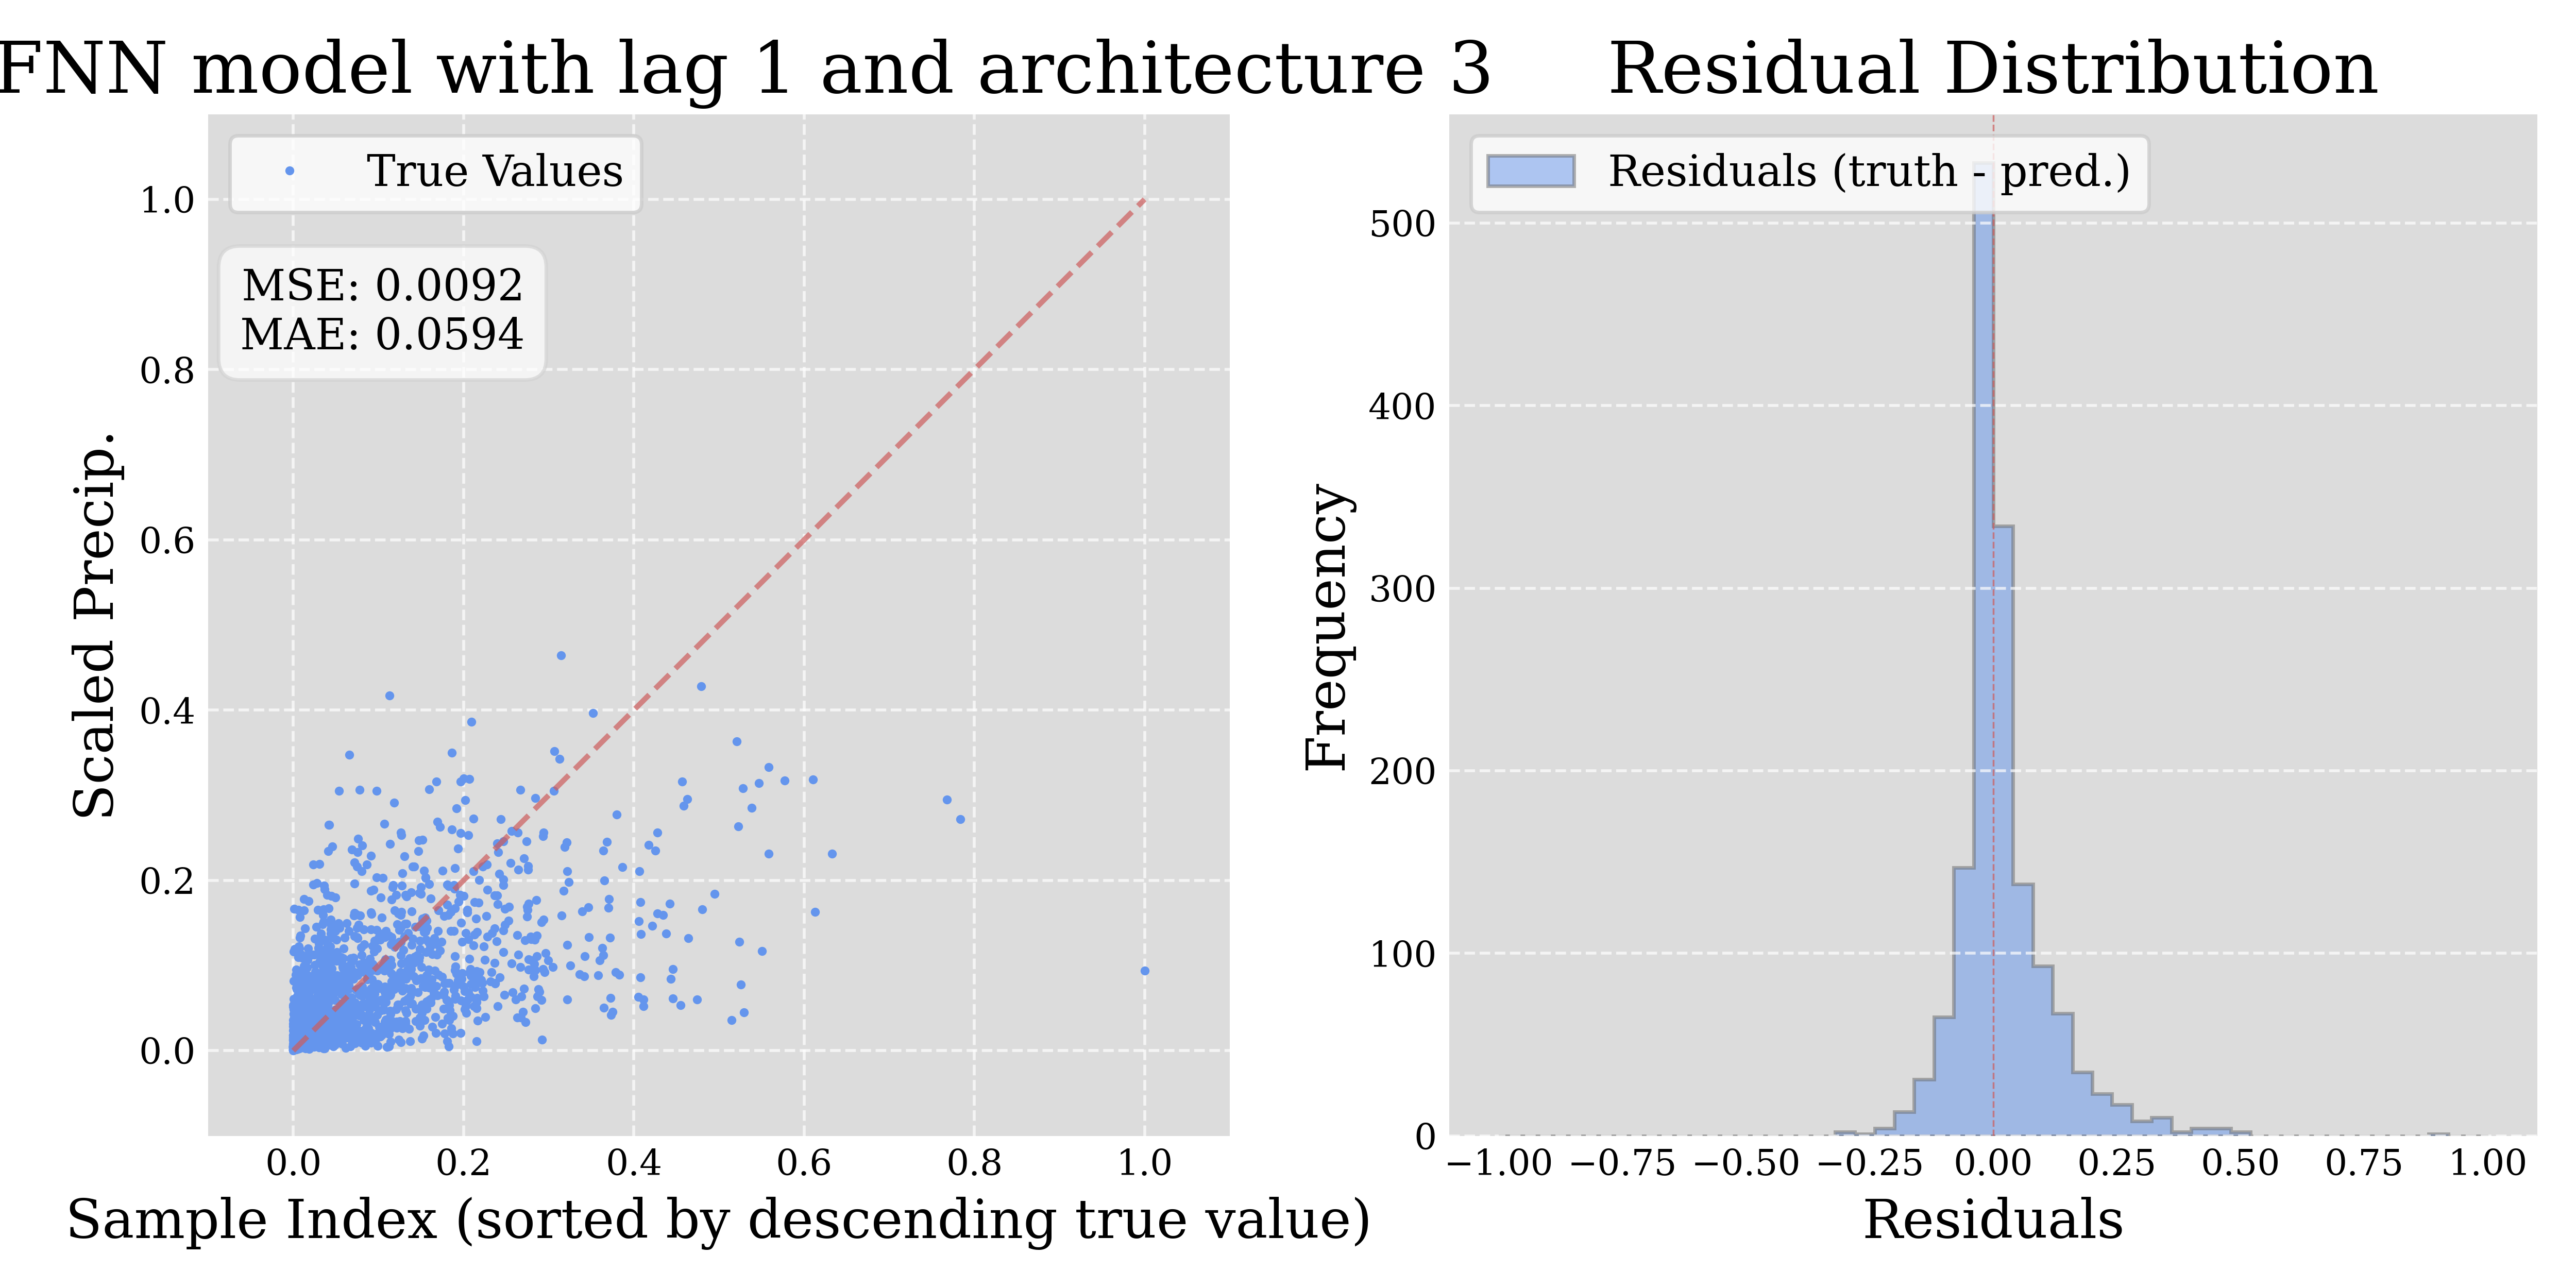 FNN model with lag 1 and architecture 3
True Values
MSE: 0.0092
MAE: 0.0594
Scaled Precip.
1.0
0.8
0.6
0.4
0.2
0.0
0.0 0.2 0.4 0.6 0.8 1.0
Sample Index (sorted by descending true value)
Residual Distribution
Residuals (truth - pred.)
Frequency
500
400
300
200
100
0
−1.00 −0.75 −0.50 −0.25 0.00 0.25 0.50 0.75 1.00
Residuals